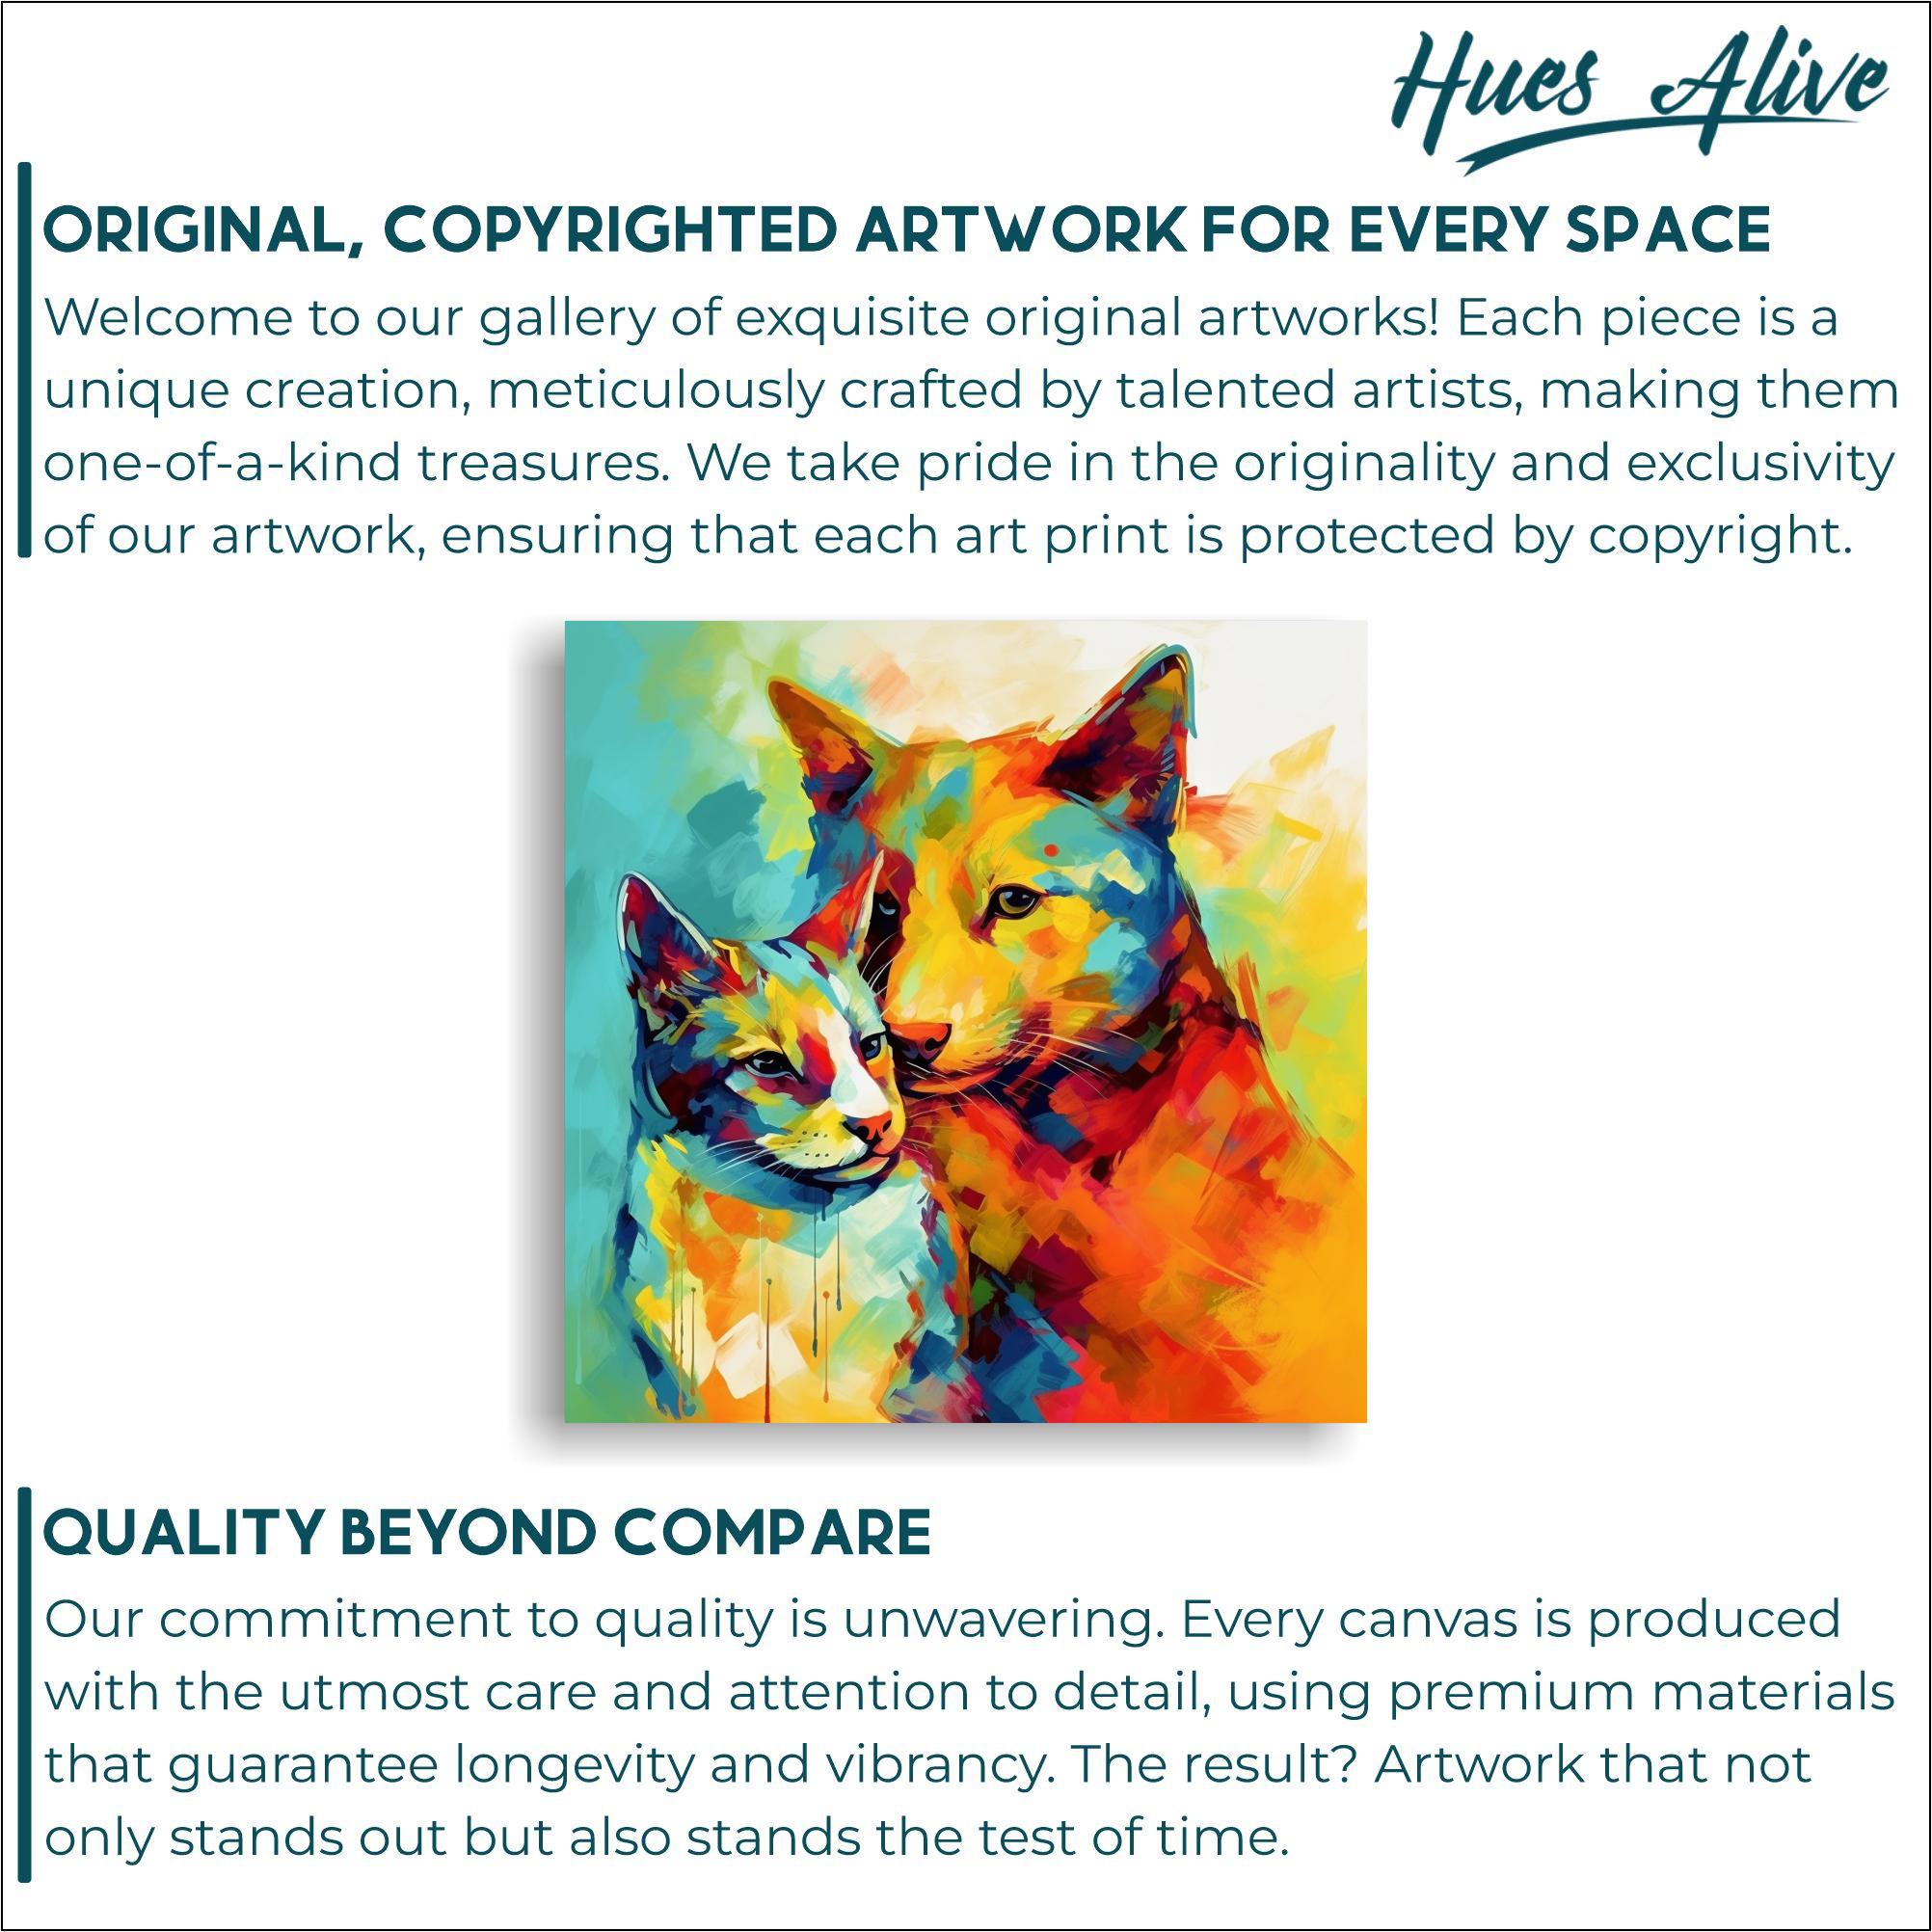 Hues Alive
ORIGINAL, COPYRIGHTED ARTWORK FOR EVERY SPACE
Welcome to our gallery of exquisite original artworks! Each piece is a
unique creation, meticulously crafted by talented artists, making them
one-of-a-kind treasures. We take pride in the originality and exclusivity
of our artwork, ensuring that each art print is protected by copyright.
QUALITY BEYOND COMPARE
Our commitment to quality is unwavering. Every canvas is produced
with the utmost care and attention to detail, using premium materials
that guarantee longevity and vibrancy. The result? Artwork that not
only stands out but also stands the test of time.